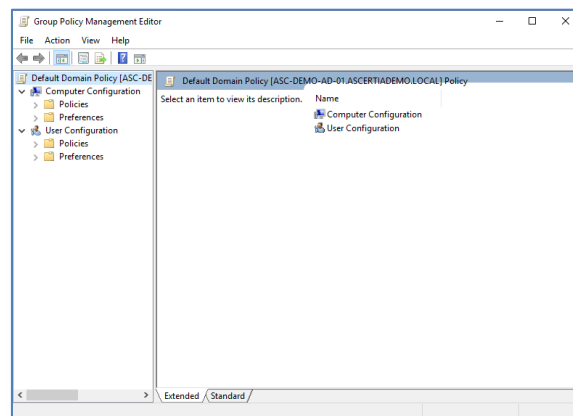 Group Policy Management Editor
File Action View Help
Default Domain Policy [ASC-DE
Computer Configuration
Policies
Preferences
User Configuration
Policies
Preferences
Default Domain Policy [ASC-DEMO-AD-01.ASCERTIADEMO.LOCAL] Policy
Select an item to view its description.
Name
Computer Configuration
User Configuration
Extended Standard